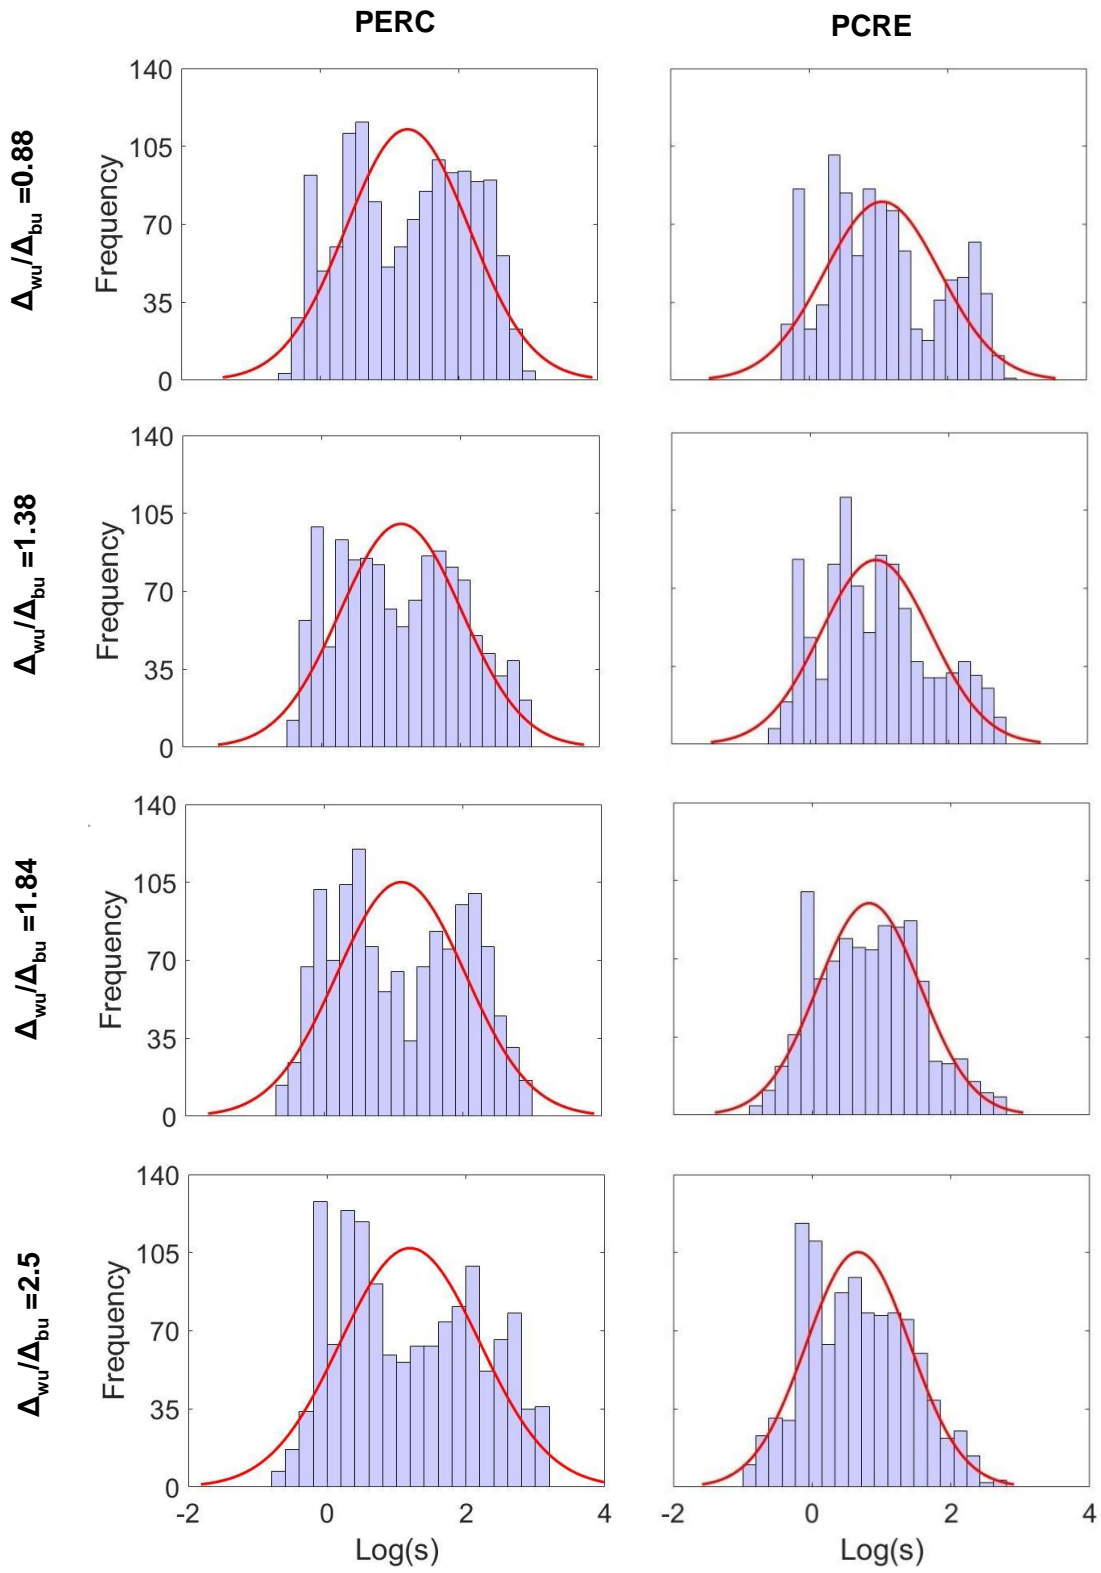 PERC
PCRE
Δwu/Δbu =0.88
Frequency
140
105
70
35
0
Δwu/Δbu =1.38
Frequency
140
105
70
35
0
Δwu/Δbu =1.84
Frequency
140
105
70
35
0
Δwu/Δbu =2.5
Frequency
140
105
70
35
0
-2 0 2 4
-2 0 2 4
Log(s)
Log(s)